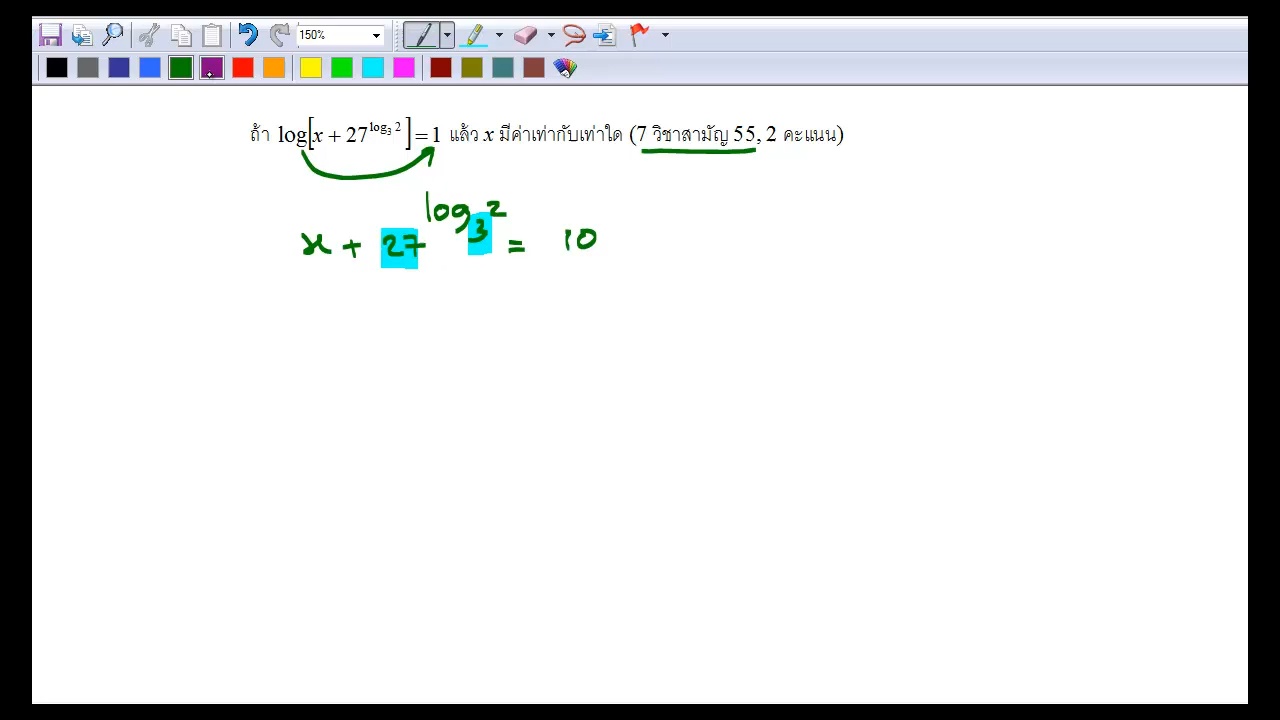 150%
ถ้า log[x + 27^{log₃ 2}] = 1 แล้ว x มีค่าเท่ากับเท่าใด (7 วิชาสามัญ 55, 2 คะแนน)
x + 27^{log₃ 2} = 10